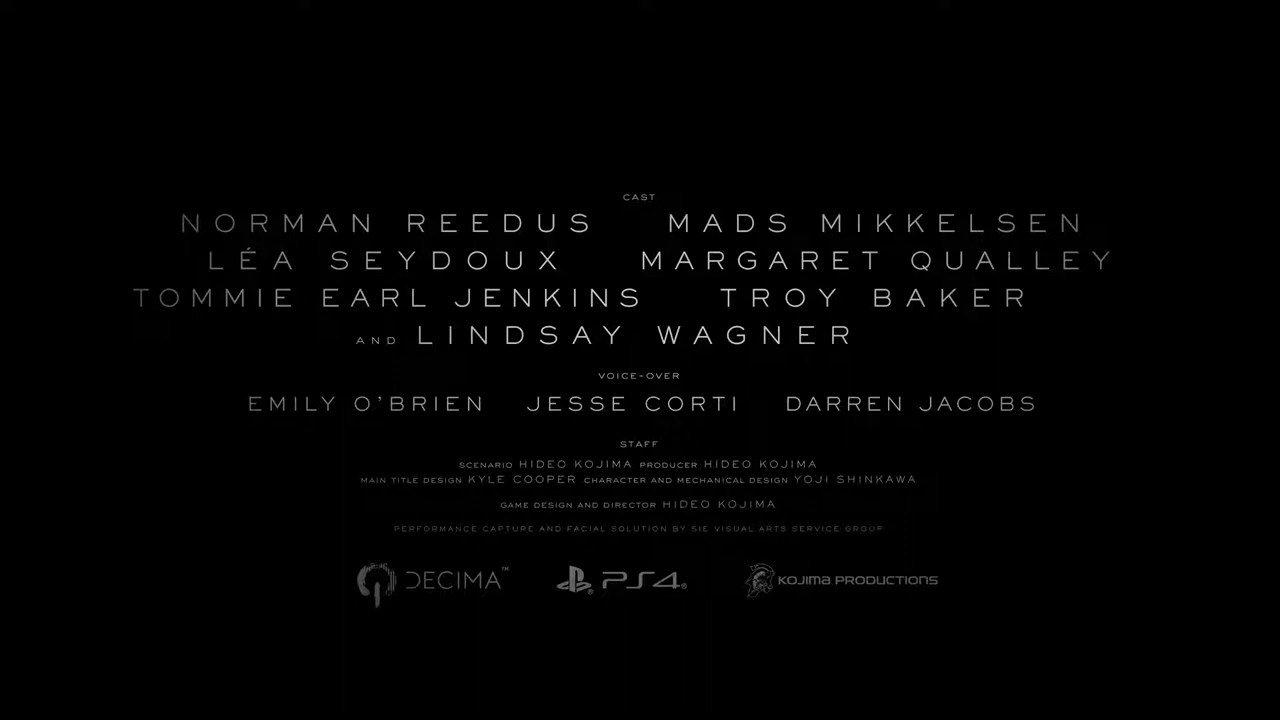 CAST
NORMAN REEDUS MADS MIKKELSEN
LÉA SEYDOUX MARGARET QUALLEY
TOMMIE EARL JENKINS TROY BAKER
AND LINDSAY WAGNER
VOICE-OVER
EMILY O'BRIEN JESSE CORTI DARREN JACOBS
STAFF
SCENARIO HIDEO KOJIMA PRODUCER HIDEO KOJIMA
MAIN TITLE DESIGN KYLE COOPER CHARACTER AND MECHANICAL DESIGN YOJI SHINKAWA
GAME DESIGN AND DIRECTOR HIDEO KOJIMA
PERFORMANCE CAPTURE AND FACIAL SOLUTION BY SIE VISUAL ARTS SERVICE GROUP
DECIMA™ PS4® KOJIMA PRODUCTIONS